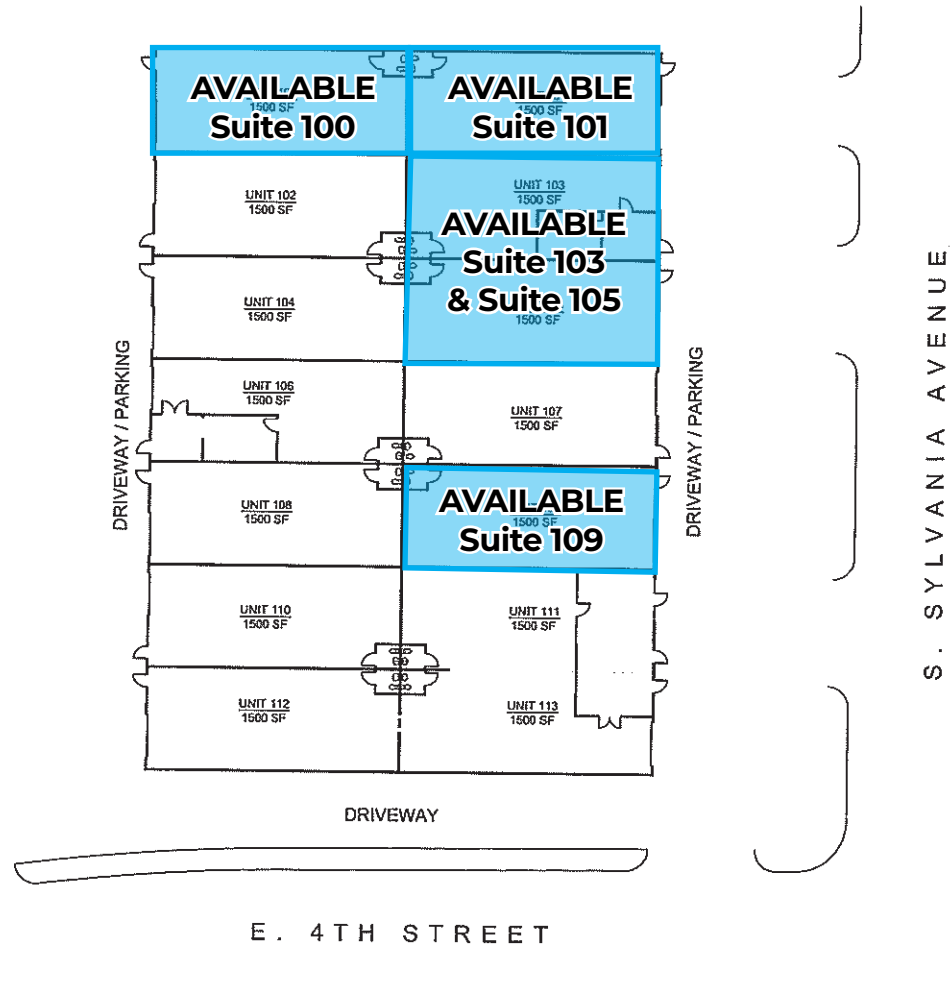 AVAILABLE
Suite 100
1500 SF
AVAILABLE
Suite 101
1500 SF
UNIT 102
1500 SF
UNIT 103
1500 SF
AVAILABLE
Suite 103
& Suite 105
1500 SF
UNIT 104
1500 SF
UNIT 106
1500 SF
UNIT 107
1500 SF
DRIVEWAY / PARKING
DRIVEWAY / PARKING
S. SYLVANIA AVENUE
UNIT 108
1500 SF
AVAILABLE
1500 SF
Suite 109
UNIT 110
1500 SF
UNIT 111
1500 SF
UNIT 112
1500 SF
UNIT 113
1500 SF
DRIVEWAY
E. 4TH STREET